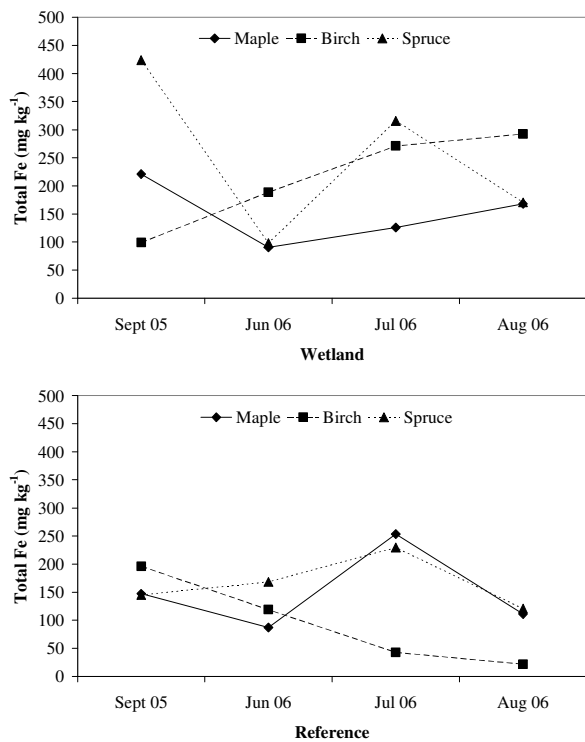 500
450
400
350
300
250
200
150
100
50
0
Total Fe (mg kg⁻¹)
Maple Birch Spruce
Sept 05 Jun 06 Jul 06 Aug 06
Wetland
500
450
400
350
300
250
200
150
100
50
0
Total Fe (mg kg⁻¹)
Maple Birch Spruce
Sept 05 Jun 06 Jul 06 Aug 06
Reference